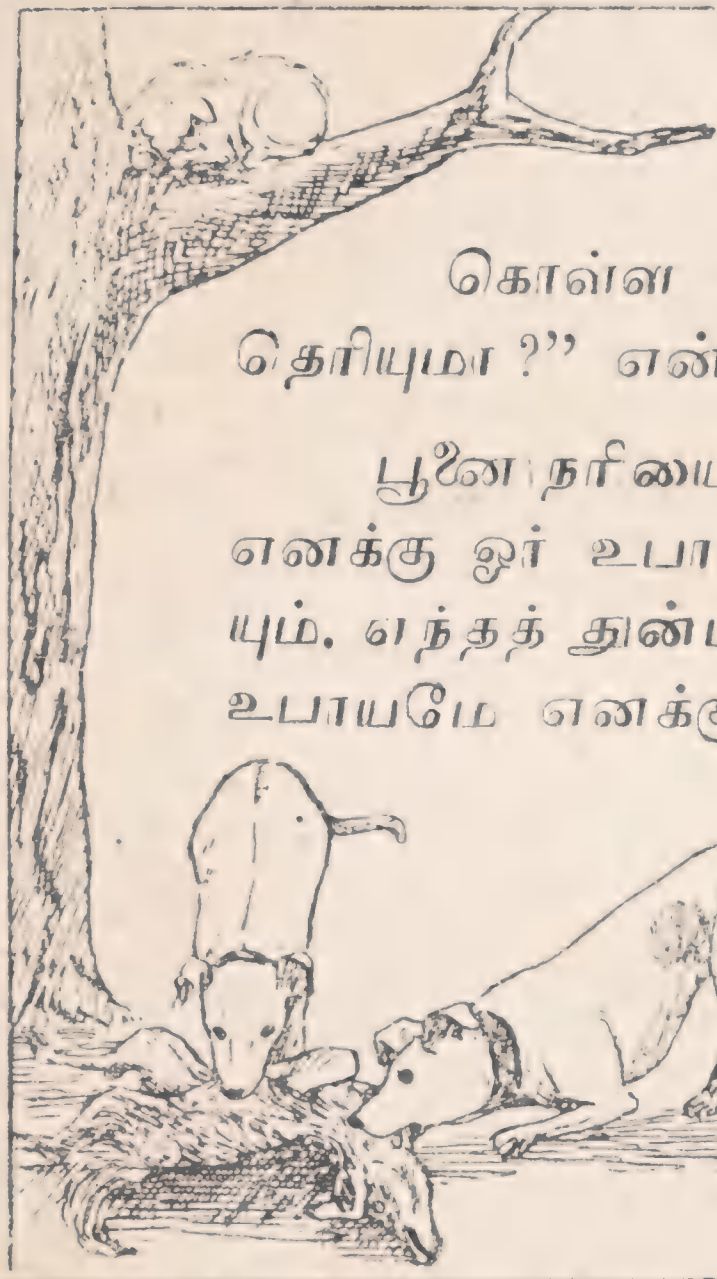 கொள்ள
தெரியுமா ?” என்
பூனை நரியை
எனக்கு ஓர் உபா
யும். எந்தத் துன்ப
உபாயமே எனக்கு